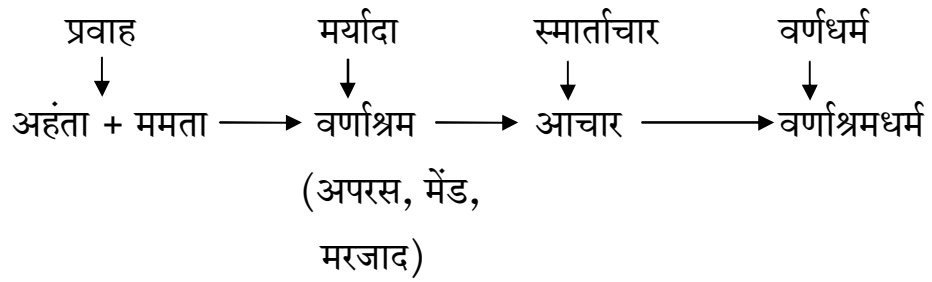 प्रवाह मर्यादा स्मार्ताचार वर्णधर्म
अहंता + ममता वर्णाश्रम आचार वर्णाश्रमधर्म
(अपरस, मेंड,
मरजाद)